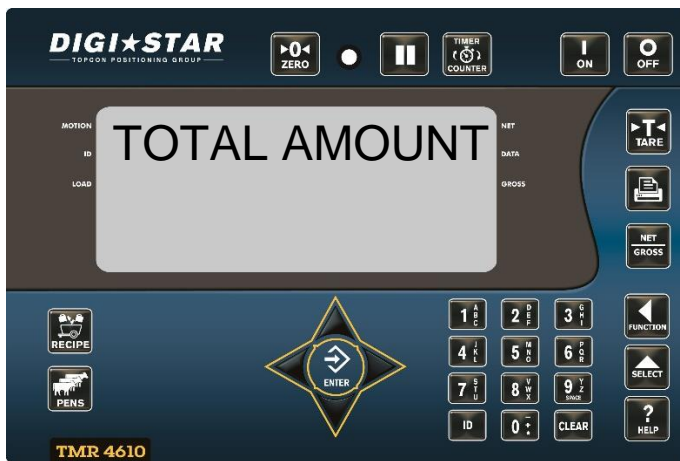 DIGI★STAR
TOPCON POSITIONING GROUP
►0◄
ZERO
TIMER
COUNTER
I
ON
O
OFF
MOTION
ID
LOAD
TOTAL AMOUNT
NET
DATA
GROSS
►T◄
TARE
NET
GROSS
RECIPE
PENS
ENTER
1 A B C
2 D E F
3 G H I
4 J K L
5 M N O
6 P Q R
7 S T U
8 V W X
9 Y Z SPACE
ID
0 - * .
CLEAR
FUNCTION
SELECT
?
HELP
TMR 4610